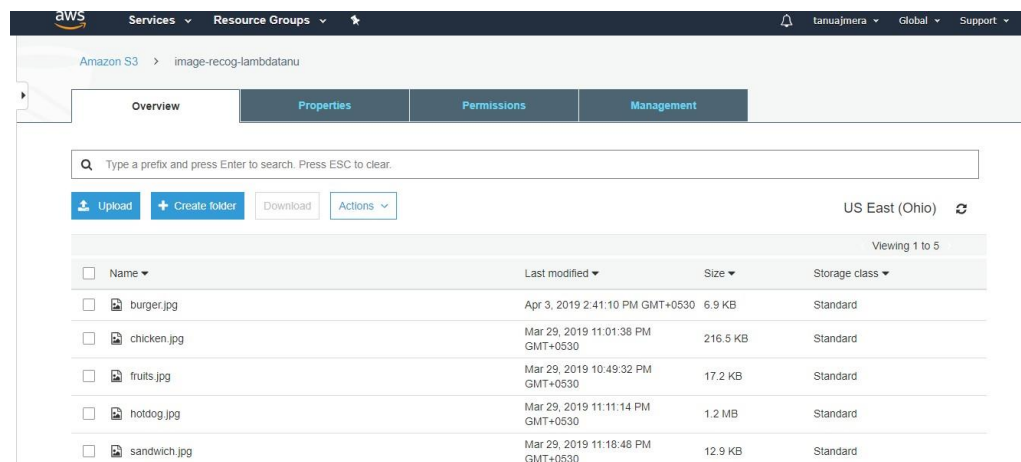 aws Services Resource Groups tanuajmera Global Support
Amazon S3 > image-recog-lambdatanu
Overview Properties Permissions Management
Type a prefix and press Enter to search. Press ESC to clear.
Upload + Create folder Download Actions US East (Ohio)
Viewing 1 to 5
Name Last modified Size Storage class
burger.jpg Apr 3, 2019 2:41:10 PM GMT+0530 6.9 KB Standard
chicken.jpg Mar 29, 2019 11:01:38 PM GMT+0530 216.5 KB Standard
fruits.jpg Mar 29, 2019 10:49:32 PM GMT+0530 17.2 KB Standard
hotdog.jpg Mar 29, 2019 11:11:14 PM GMT+0530 1.2 MB Standard
sandwich.jpg Mar 29, 2019 11:18:48 PM GMT+0530 12.9 KB Standard